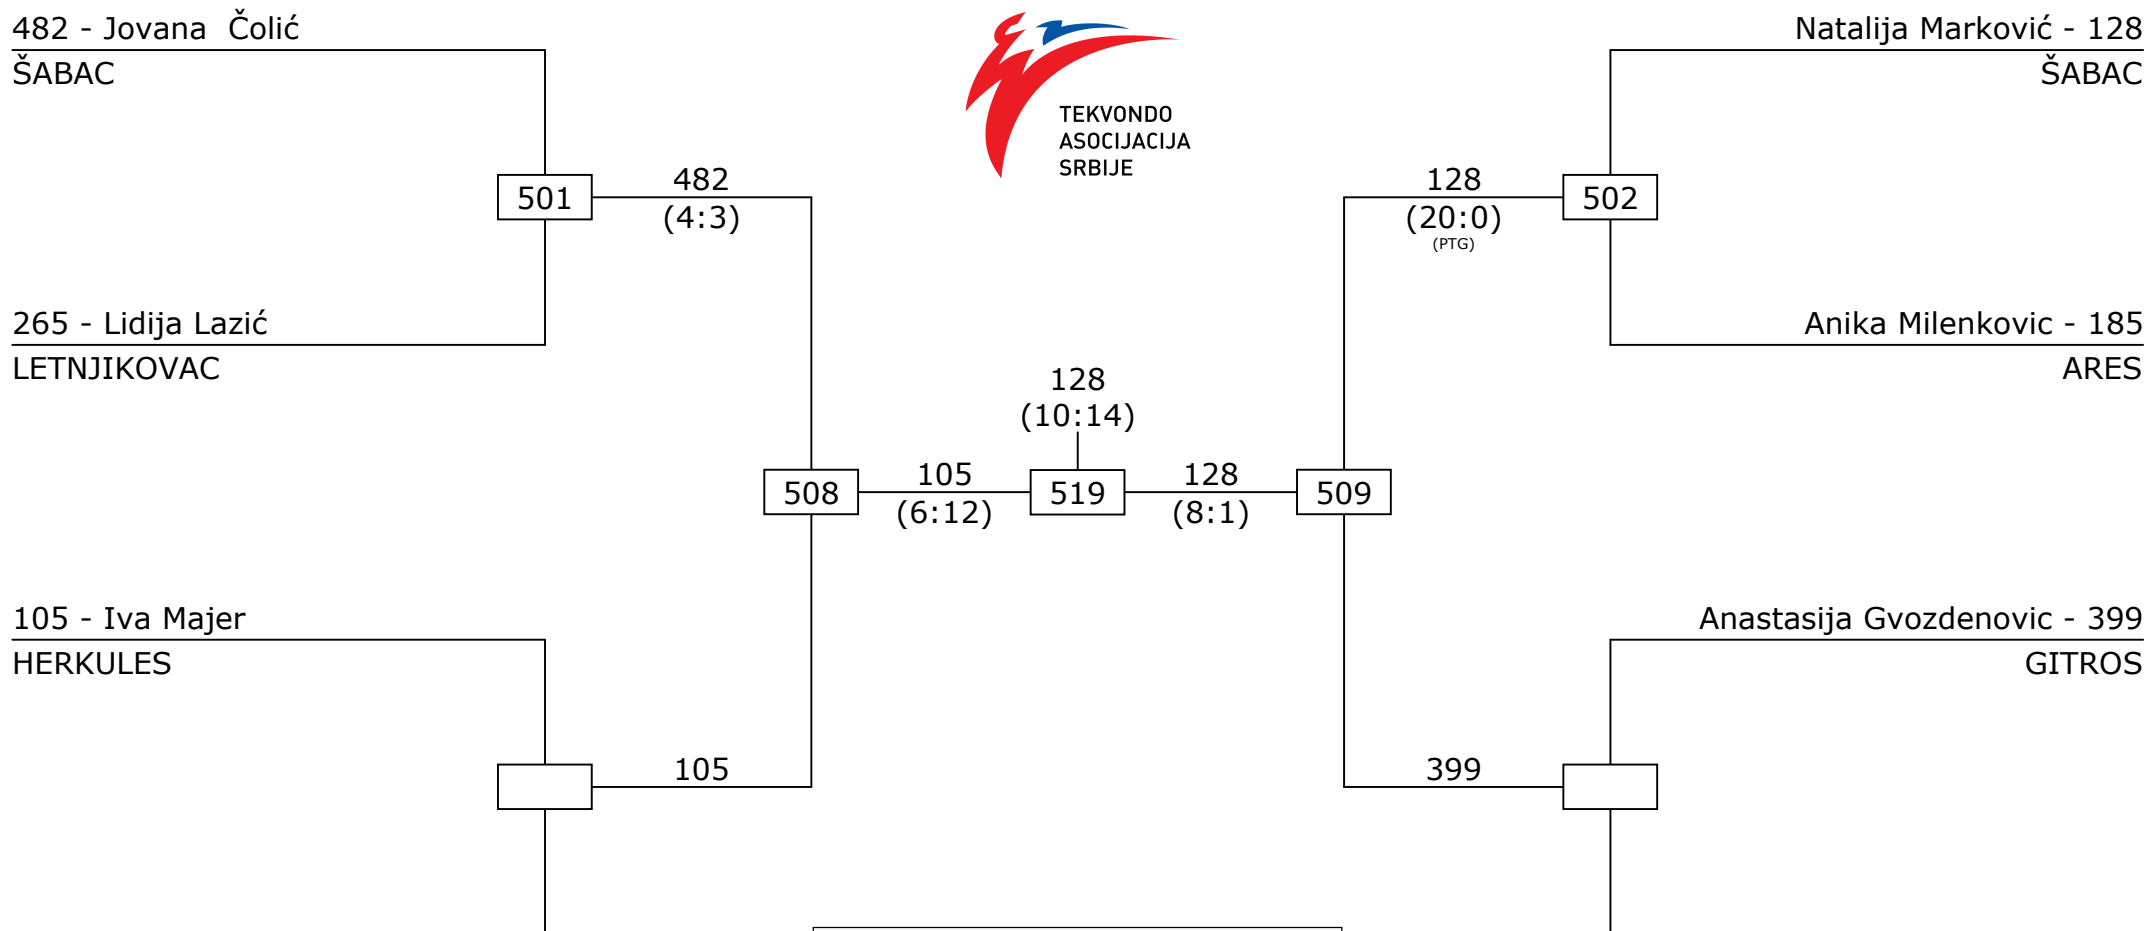 482 - Jovana  Čolić
ŠABAC
Natalija Marković - 128
ŠABAC
TEKVONDO
ASOCIJACIJA
SRBIJE
501
482
(4:3)
128
(20:0)
(PTG)
502
265 - Lidija Lazić
LETNJIKOVAC
Anika Milenkovic - 185
ARES
128
(10:14)
508
105
(6:12)
519
128
(8:1)
509
105 - Iva Majer
HERKULES
Anastasija Gvozdenovic - 399
GITROS
105
399